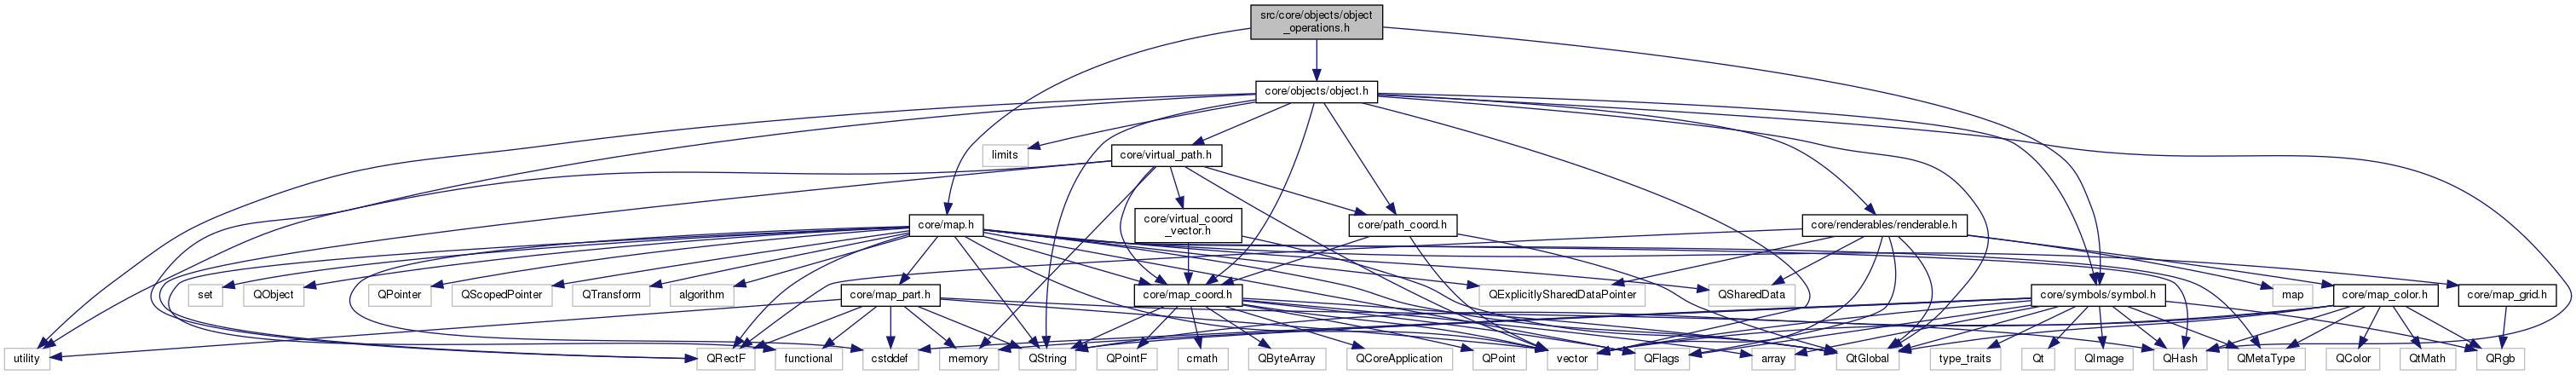 src/core/objects/object
_operations.h
core/objects/object.h
limits
core/virtual_path.h
core/map.h
core/virtual_coord
_vector.h
core/path_coord.h
core/renderables/renderable.h
set
QObject
QPointer
QScopedPointer
QTransform
algorithm
core/map_part.h
core/map_coord.h
QExplicitlySharedDataPointer
QSharedData
core/symbols/symbol.h
map
core/map_color.h
core/map_grid.h
utility
QRectF
functional
cstddef
memory
QString
QPointF
cmath
QByteArray
QCoreApplication
QPoint
vector
QFlags
array
QtGlobal
type_traits
Qt
QImage
QHash
QMetaType
QColor
QtMath
QRgb